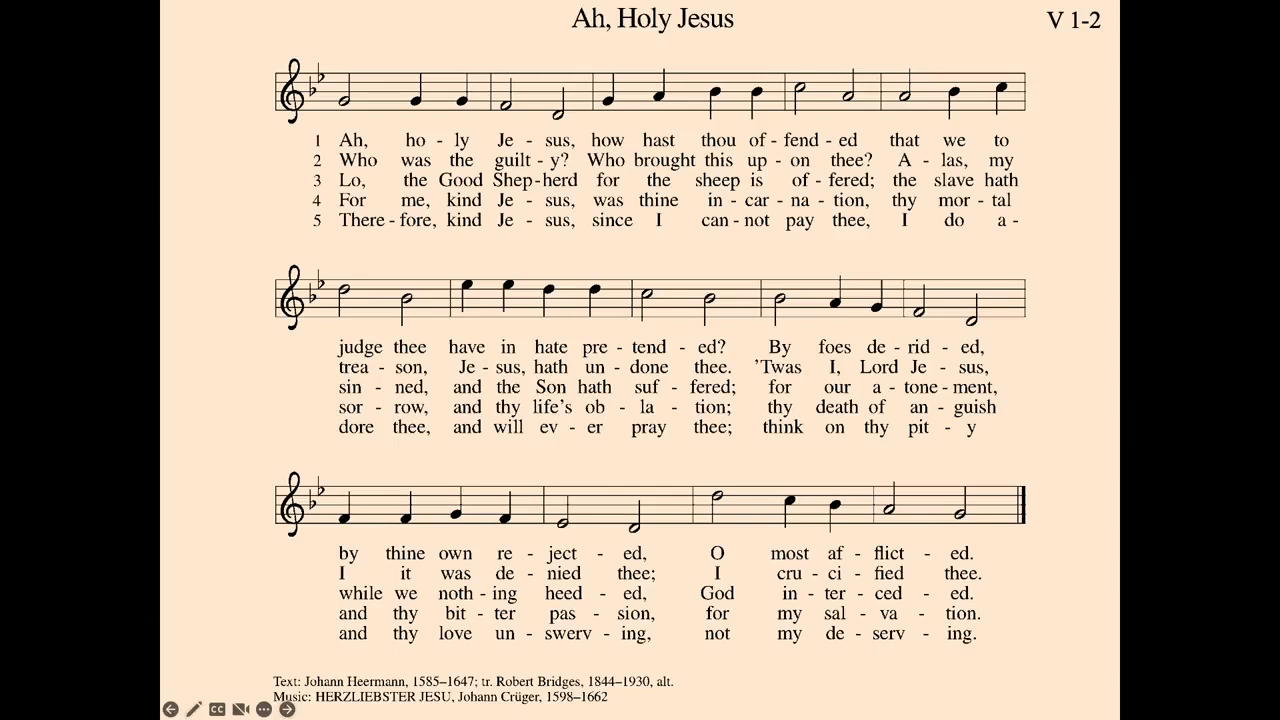 Ah, Holy Jesus
V 1-2
1 Ah, ho - ly Je - sus, how hast thou of - fend - ed that we to
2 Who was the guilt - y? Who brought this up - on thee? A - las, my
3 Lo, the Good Shep - herd for the sheep is of - fered; the slave hath
4 For me, kind Je - sus, was thine in - car - na - tion, thy mor - tal
5 There - fore, kind Je - sus, since I can - not pay thee, I do a -
judge thee have in hate pre - tend - ed? By foes de - rid - ed,
trea - son, Je - sus, hath un - done thee. 'Twas I, Lord Je - sus,
sin - ned, and the Son hath suf - fered; for our a - tone - ment,
sor - row, and thy life's ob - la - tion; thy death of an - guish
dore thee, and will ev - er pray thee; think on thy pit - y
by thine own re - ject - ed, O most af - flict - ed.
I it was de - nied thee; I cru - ci - fied thee.
while we noth - ing heed - ed, God in - ter - ced - ed.
and thy bit - ter pas - sion, for my sal - va - tion.
and thy love un - swerv - ing, not my de - serv - ing.
Text: Johann Heermann, 1585–1647; tr. Robert Bridges, 1844–1930, alt.
Music: HERZLIEBSTER JESU, Johann Crüger, 1598–1662
CC